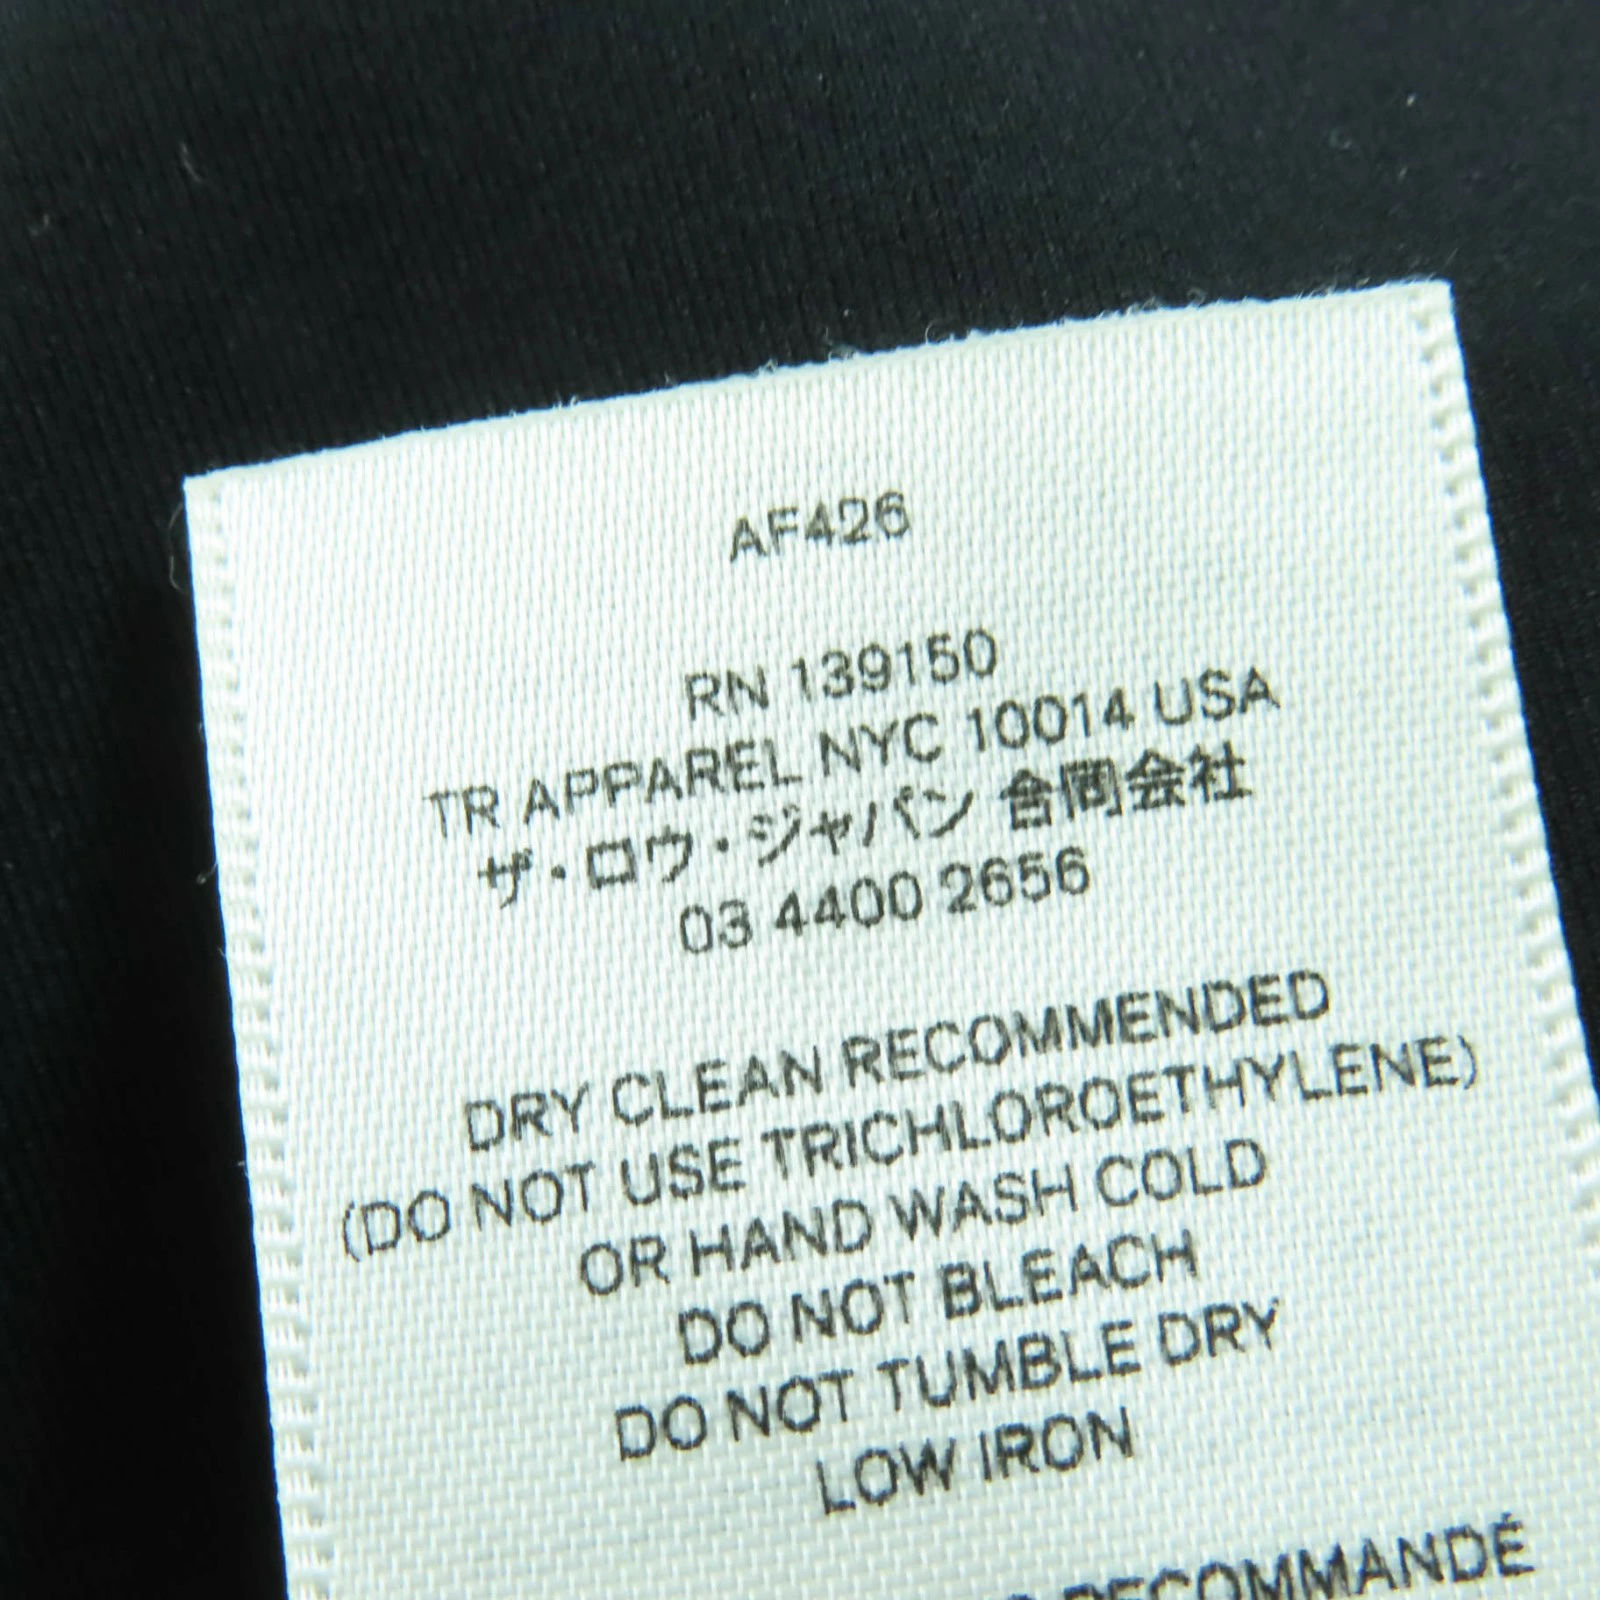 AF426
RN 139150
TR APPAREL NYC 10014 USA
ザ・ロウ・ジャパン 合同会社
03 4400 2656
DRY CLEAN RECOMMENDED
(DO NOT USE TRICHLOROETHYLENE)
OR HAND WASH COLD
DO NOT BLEACH
DO NOT TUMBLE DRY
LOW IRON
RECOMMANDÉ